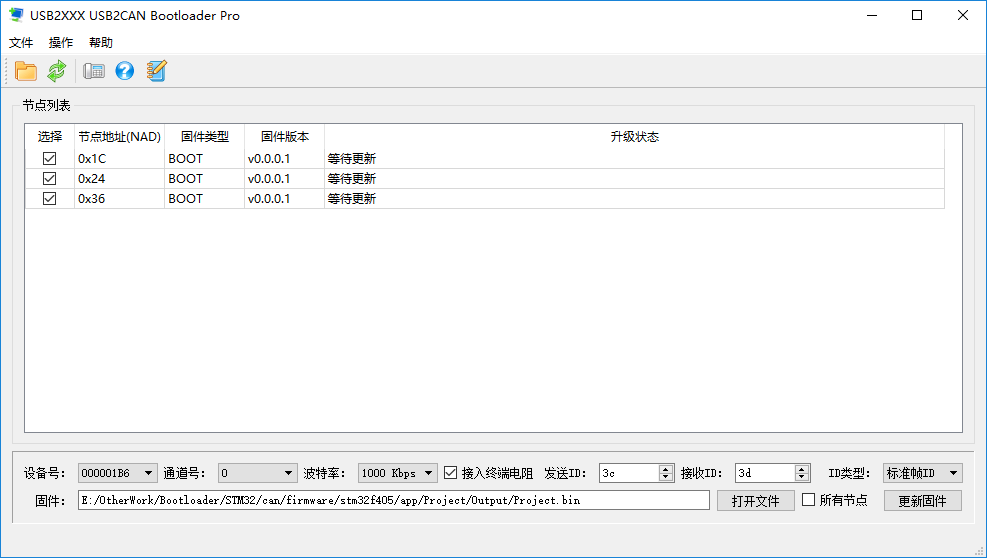 USB2XXX USB2CAN Bootloader Pro
文件 操作 帮助
节点列表
选择 节点地址(NAD) 固件类型 固件版本 升级状态
0x1C BOOT v0.0.0.1 等待更新
0x24 BOOT v0.0.0.1 等待更新
0x36 BOOT v0.0.0.1 等待更新
设备号: 000001B6 通道号: 0 波特率: 1000 Kbps 接入终端电阻 发送ID: 3c 接收ID: 3d ID类型: 标准帧ID
固件: E:/OtherWork/Bootloader/STM32/can/firmware/stm32f405/app/Project/Output/Project.bin 打开文件 所有节点 更新固件